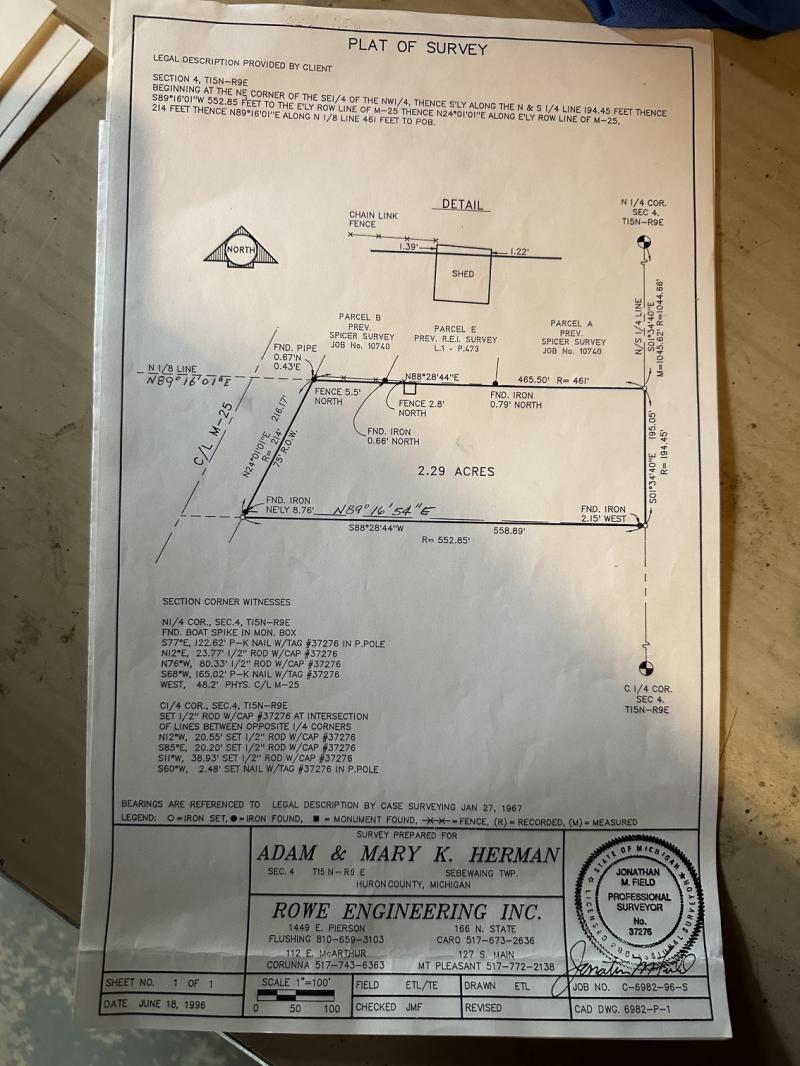 PLAT OF SURVEY
LEGAL DESCRIPTION PROVIDED BY CLIENT
SECTION 4, T15N-R9E
BEGINNING AT THE NE CORNER OF THE SE1/4 OF THE NW1/4, THENCE S'LY ALONG THE N & S 1/4 LINE 194.45 FEET THENCE
S89°16'01"W 552.85 FEET TO THE E'LY ROW LINE OF M-25 THENCE N24°01'01"E ALONG E'LY ROW LINE OF M-25,
214 FEET THENCE N89°16'01"E ALONG N 1/8 LINE 461 FEET TO POB.
N 1/4 COR.
SEC 4.
T15N-R9E
DETAIL
CHAIN LINK
FENCE
1.39'
1.22'
SHED
NORTH
N/S 1/4 LINE
S01°34'40"E
M=1045.62' R=1044.66'
PARCEL B
PREV.
SPICER SURVEY
JOB No. 10740
PARCEL E
PREV. R.E.I. SURVEY
L.1 - P.473
PARCEL A
PREV.
SPICER SURVEY
JOB No. 10740
FND. PIPE
0.67'N
0.43'E
N 1/8 LINE
N89°16'01"E
N88°28'44"E
465.50' R= 461'
FENCE 5.5'
NORTH
FENCE 2.8'
NORTH
FND. IRON
0.79' NORTH
FND. IRON
0.66' NORTH
C/L M-25
N24°01'01"E 216.17'
R= 214'
75' R.O.W.
S01°34'40"E 195.05'
R= 194.45'
2.29 ACRES
FND. IRON
NE'LY 8.76'
N89°16'54"E
FND. IRON
2.15' WEST
S88°28'44"W
558.89'
R= 552.85'
C 1/4 COR.
SEC 4.
T15N-R9E
SECTION CORNER WITNESSES
N1/4 COR., SEC.4, T15N-R9E
FND. BOAT SPIKE IN MON. BOX
S77°E, 122.62' P-K NAIL W/TAG #37276 IN P.POLE
N12°E, 23.77' 1/2" ROD W/CAP #37276
N76°W, 80.33' 1/2" ROD W/CAP #37276
S68°W, 165.02' P-K NAIL W/TAG #37276
WEST, 48.2' PHYS. C/L M-25
C1/4 COR., SEC.4, T15N-R9E
SET 1/2" ROD W/CAP #37276 AT INTERSECTION
OF LINES BETWEEN OPPOSITE 1/4 CORNERS
N12°W, 20.55' SET 1/2" ROD W/CAP #37276
S85°E, 20.20' SET 1/2" ROD W/CAP #37276
S11°W, 38.93' SET 1/2" ROD W/CAP #37276
S60°W, 2.48' SET NAIL W/TAG #37276 IN P.POLE
BEARINGS ARE REFERENCED TO LEGAL DESCRIPTION BY CASE SURVEYING JAN 27, 1967
LEGEND: O=IRON SET, ●=IRON FOUND, ■ = MONUMENT FOUND, -X-X-=FENCE, (R)=RECORDED, (M)=MEASURED
SURVEY PREPARED FOR
ADAM & MARY K. HERMAN
SEC. 4 T15 N-R9 E SEBEWAING TWP.
HURON COUNTY, MICHIGAN
ROWE ENGINEERING INC.
1449 E. PIERSON 166 N. STATE
FLUSHING 810-659-3103 CARO 517-673-2636
112 E. McARTHUR 127 S. MAIN
CORUNNA 517-743-6363 MT PLEASANT 517-772-2138
STATE OF MICHIGAN
JONATHAN
M. FIELD
PROFESSIONAL
SURVEYOR
No.
37276
LICENSED PROFESSIONAL SURVEYOR
Jonathan M Field
SHEET NO. 1 OF 1
SCALE 1"=100'
FIELD ETL/TE
DRAWN ETL
JOB NO. C-6982-96-S
DATE JUNE 18, 1996
0 50 100
CHECKED JMF
REVISED
CAD DWG. 6982-P-1